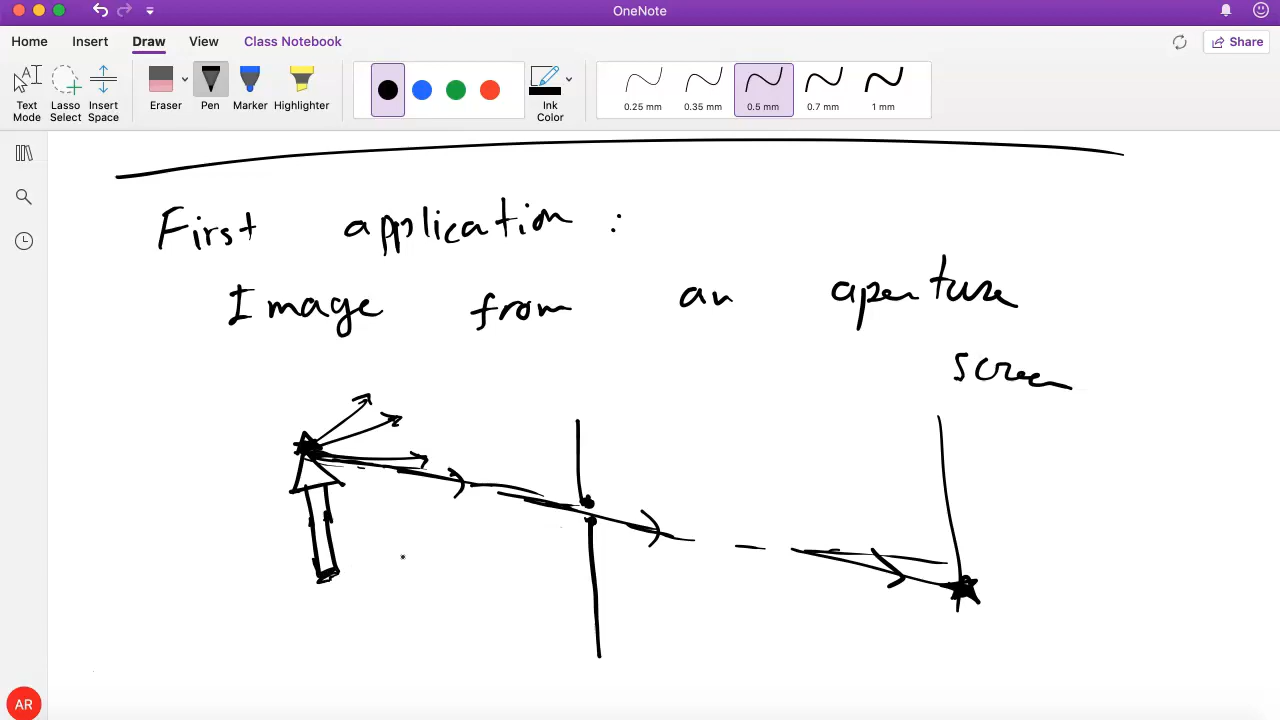 OneNote
Home Insert Draw View Class Notebook
Share
Text Mode
Lasso Select
Insert Space
Eraser
Pen
Marker
Highlighter
Ink Color
0.25 mm
0.35 mm
0.5 mm
0.7 mm
1 mm
First application :
Image from an aperture
screen
AR